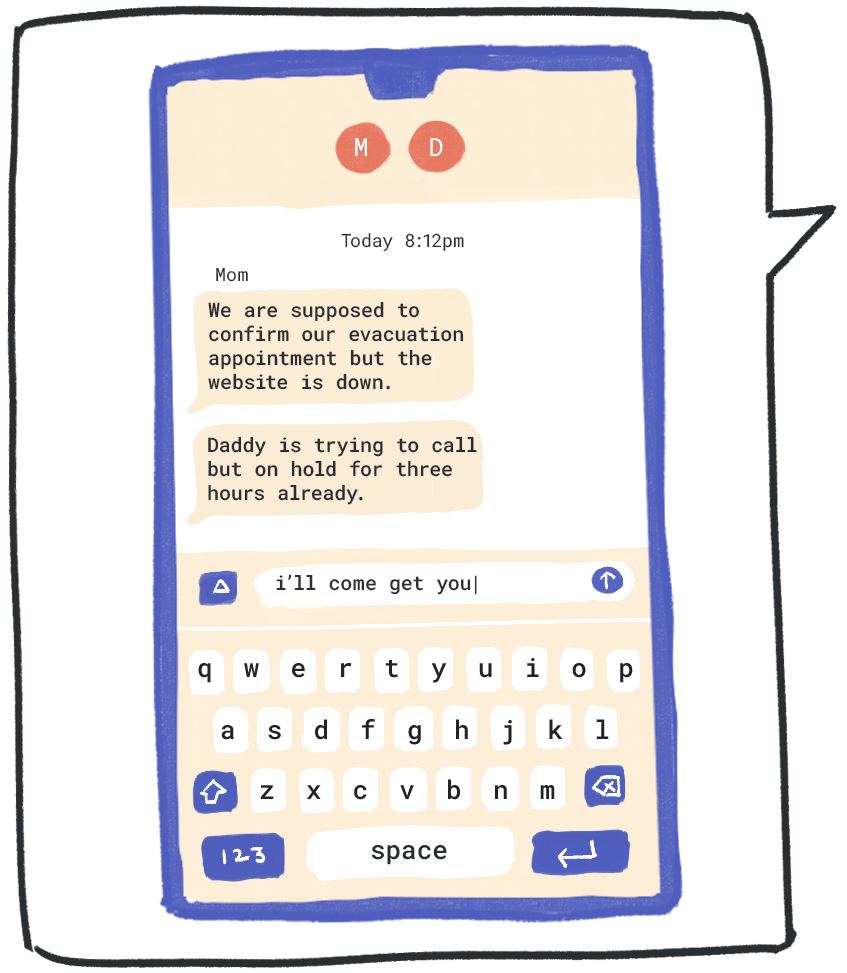 M D
Today 8:12pm
Mom
We are supposed to
confirm our evacuation
appointment but the
website is down.
Daddy is trying to call
but on hold for three
hours already.
i’ll come get you|
q w e r t y u i o p
a s d f g h j k l
z x c v b n m
123 space